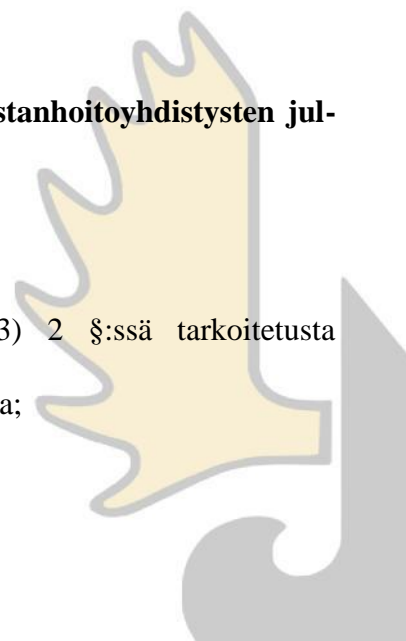 stanhoitoyhdistysten jul-
3) 2 §:ssä tarkoitetusta
a;